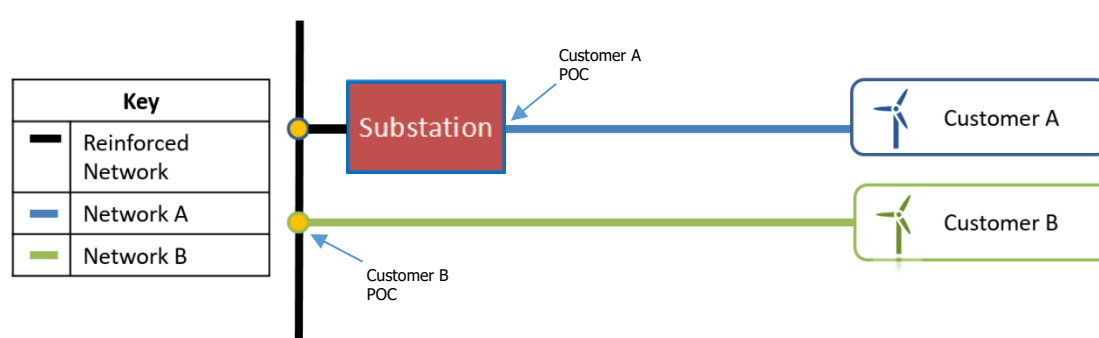 Customer A
POC
Key
Reinforced
Network
Network A
Network B
Substation
Customer A
Customer B
Customer B
POC